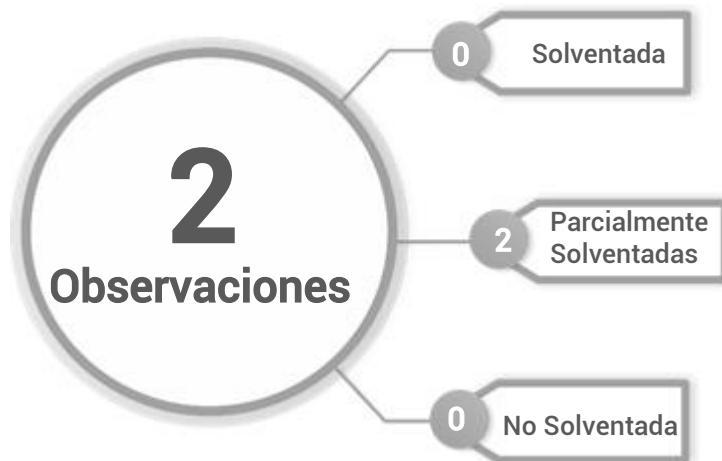 2
Observaciones
0
Solventada
2
Parcialmente
Solventadas
0
No Solventada